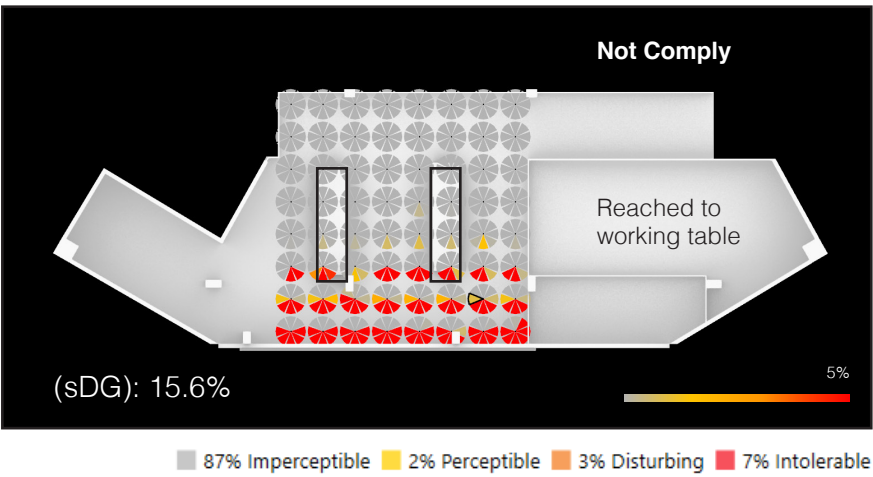 Not Comply
Reached to
working table
(sDG): 15.6%
5%
87% Imperceptible 2% Perceptible 3% Disturbing 7% Intolerable